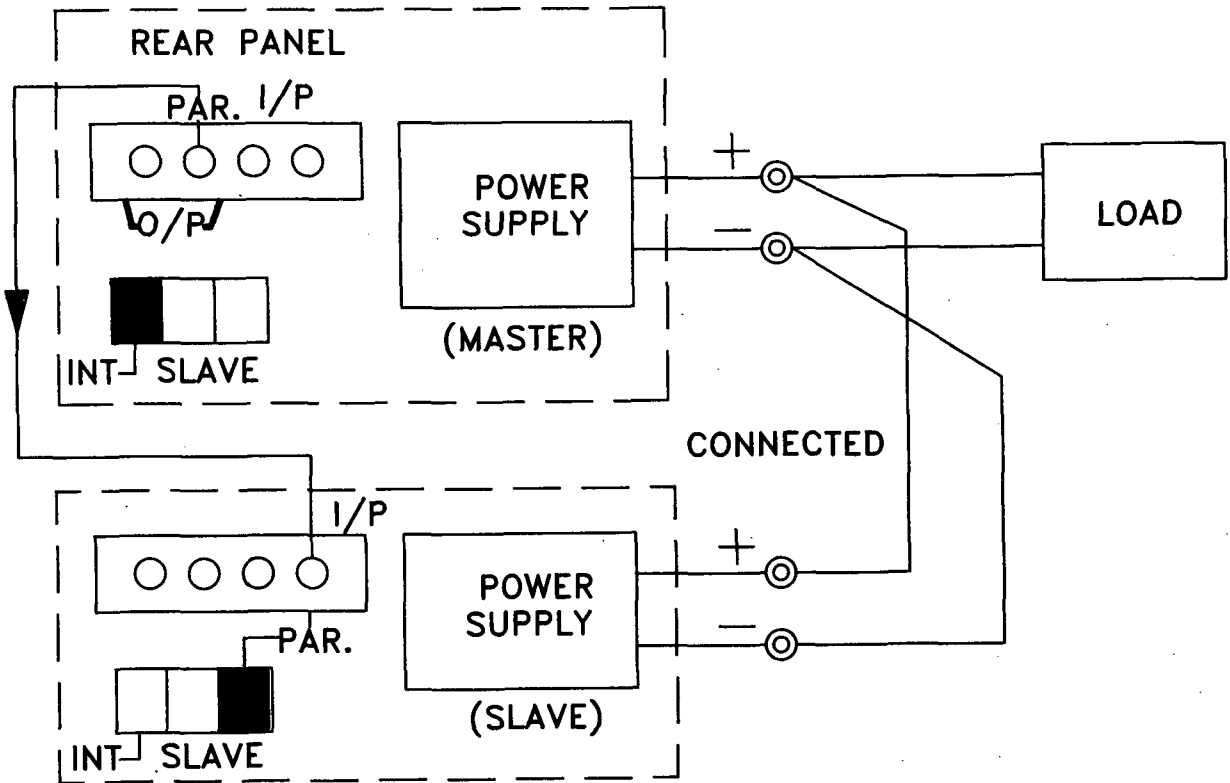 REAR PANEL
PAR. I/P
O/P
INT SLAVE
POWER
SUPPLY
(MASTER)
+
−
LOAD
CONNECTED
I/P
PAR.
INT SLAVE
POWER
SUPPLY
(SLAVE)
+
−